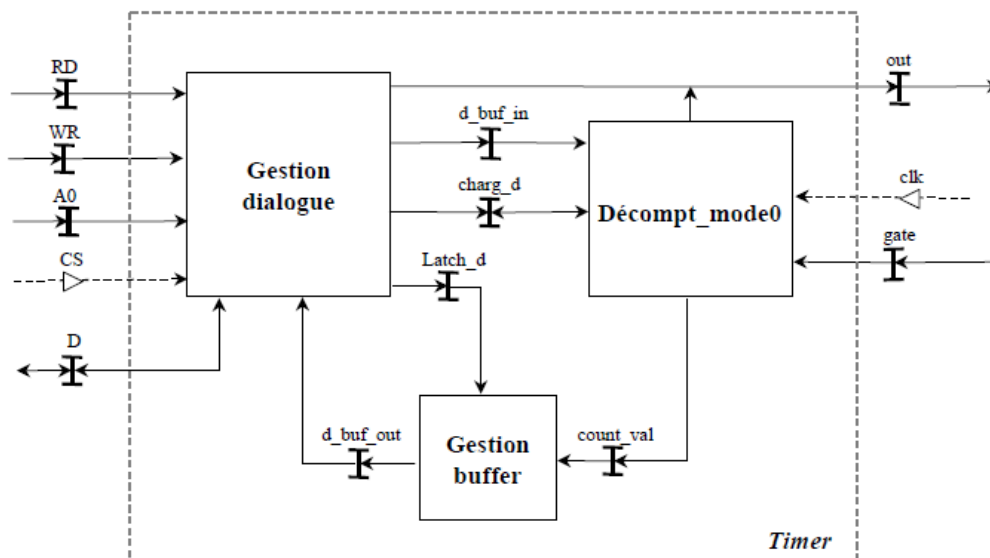 RD
WR
A0
CS
D
Gestion
dialogue
d_buf_in
charg_d
Latch_d
Décompt_mode0
out
clk
gate
d_buf_out
Gestion
buffer
count_val
Timer